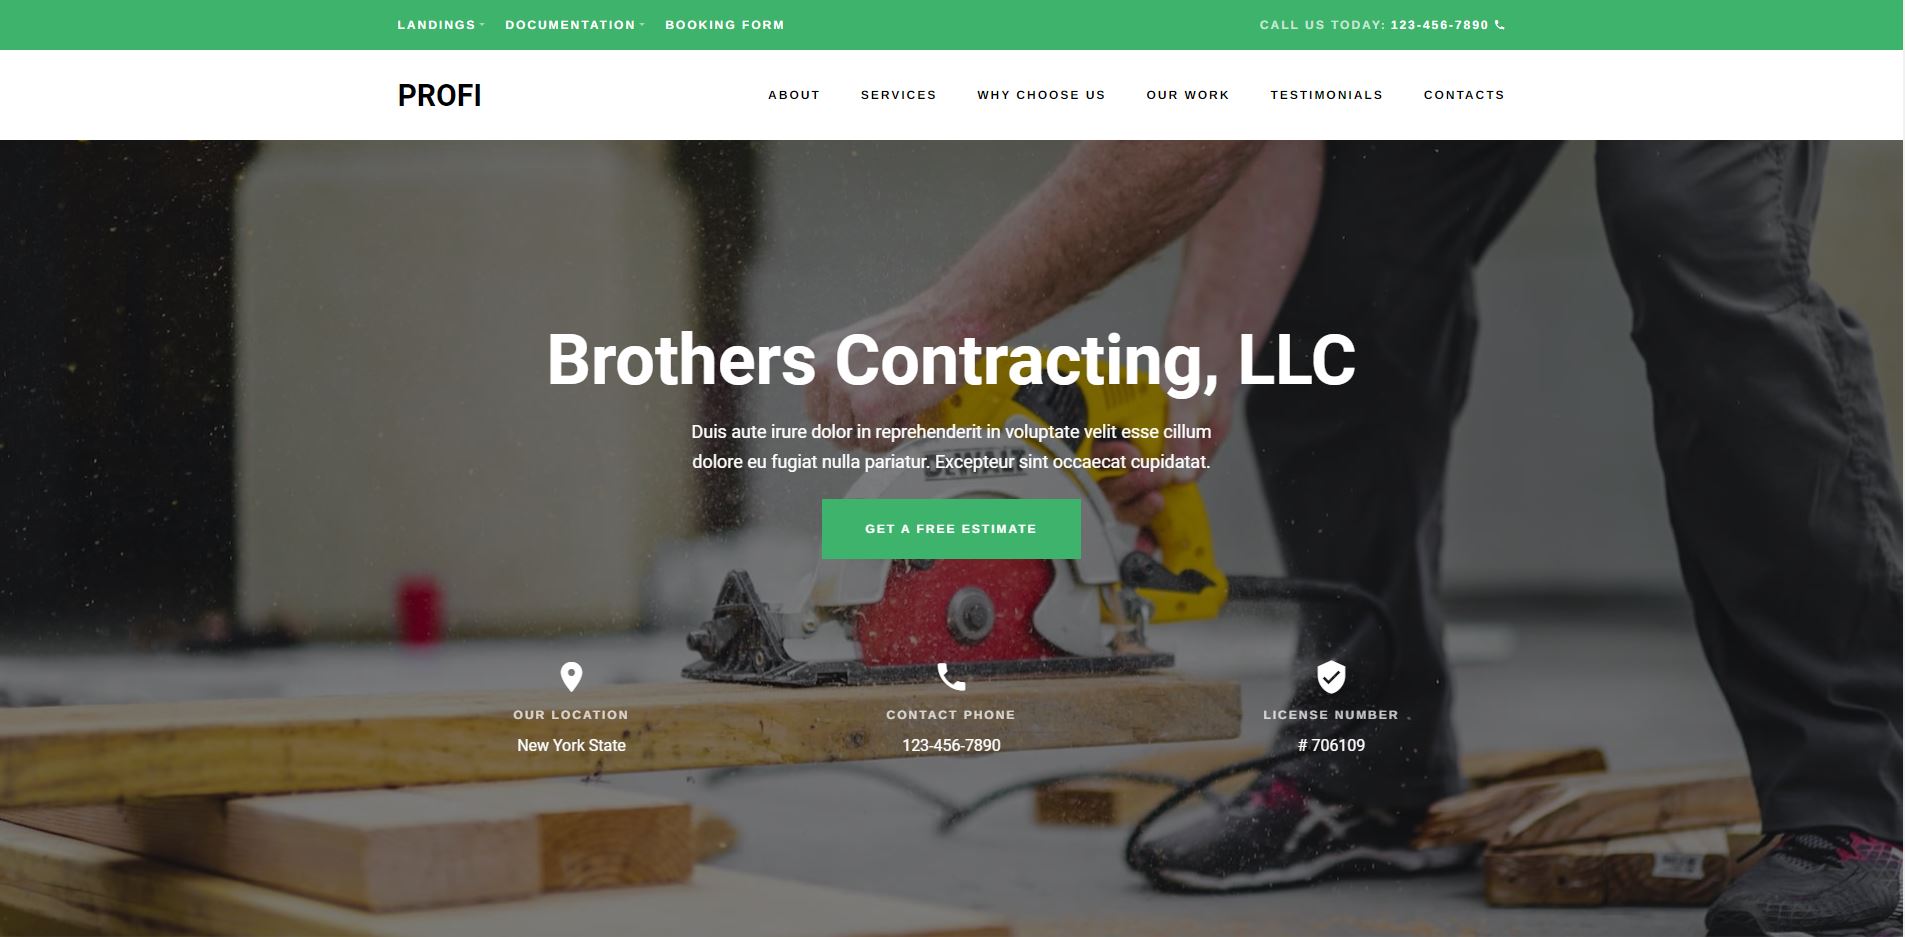 LANDINGS DOCUMENTATION BOOKING FORM CALL US TODAY: 123-456-7890
PROFI ABOUT SERVICES WHY CHOOSE US OUR WORK TESTIMONIALS CONTACTS
Brothers Contracting, LLC
Duis aute irure dolor in reprehenderit in voluptate velit esse cillum
dolore eu fugiat nulla pariatur. Excepteur sint occaecat cupidatat.
DEWALT
GET A FREE ESTIMATE
OUR LOCATION CONTACT PHONE LICENSE NUMBER
New York State 123-456-7890 # 706109